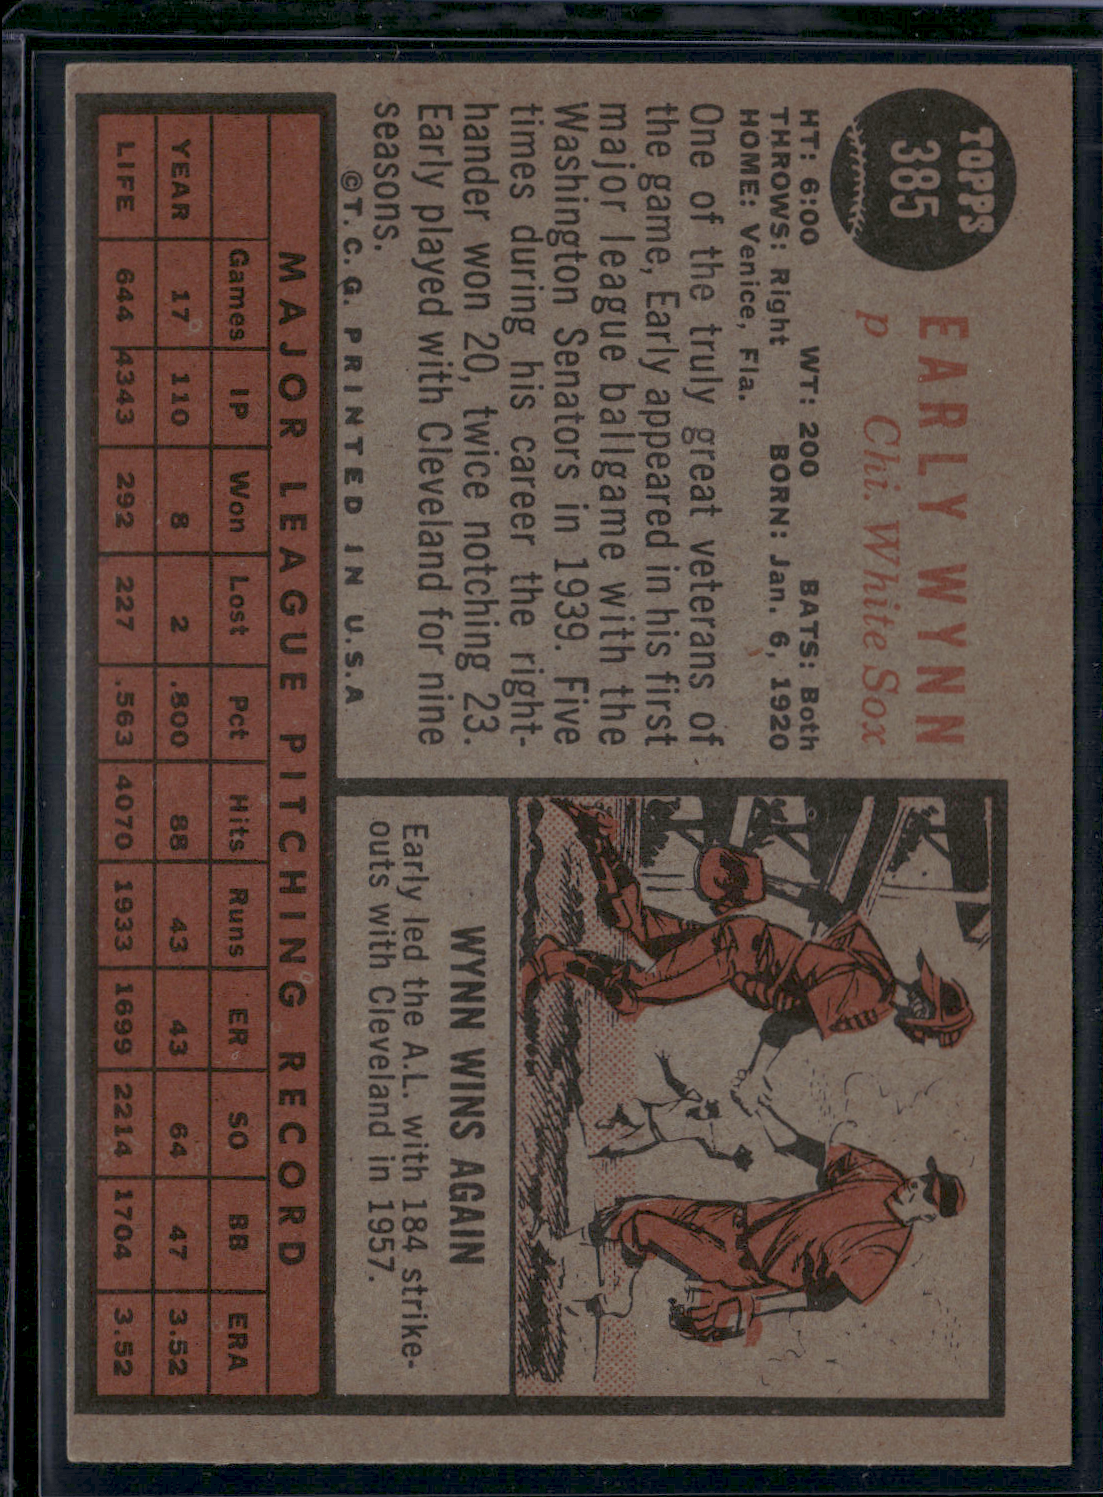 TOPPS
385
EARLY WYNN
p Chi. White Sox
HT: 6:00 WT: 200 BATS: Both
THROWS: Right BORN: Jan. 6, 1920
HOME: Venice, Fla.
One of the truly great veterans of
the game, Early appeared in his first
major league ballgame with the
Washington Senators in 1939. Five
times during his career the right-
hander won 20, twice notching 23.
Early played with Cleveland for nine
seasons.
©T.C.G. PRINTED IN U.S.A
WYNN WINS AGAIN
Early led the A.L. with 184 strike-
outs with Cleveland in 1957.
MAJOR LEAGUE PITCHING RECORD
Games IP Won Lost Pct Hits Runs ER SO BB ERA
YEAR 17 110 8 2 .800 88 43 43 64 47 3.52
LIFE 644 4343 292 227 .563 4070 1933 1699 2214 1704 3.52